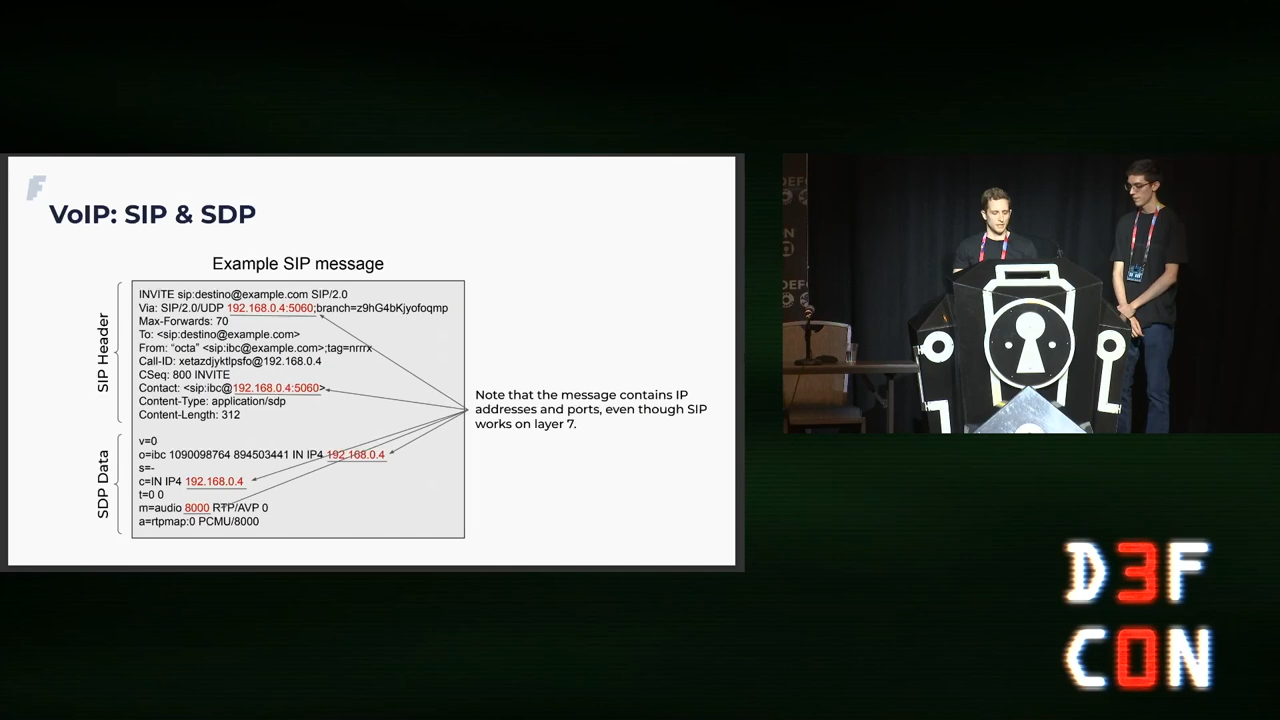 VoIP: SIP & SDP
Example SIP message
SIP Header
INVITE sip:destino@example.com SIP/2.0
Via: SIP/2.0/UDP 192.168.0.4:5060;branch=z9hG4bKjyofoqmp
Max-Forwards: 70
To: <sip:destino@example.com>
From: “octa” <sip:ibc@example.com>;tag=nrrrx
Call-ID: xetazdjyktlpsfo@192.168.0.4
CSeq: 800 INVITE
Contact: <sip:ibc@192.168.0.4:5060>
Content-Type: application/sdp
Content-Length: 312
SDP Data
v=0
o=ibc 1090098764 894503441 IN IP4 192.168.0.4
s=-
c=IN IP4 192.168.0.4
t=0 0
m=audio 8000 RTP/AVP 0
a=rtpmap:0 PCMU/8000
Note that the message contains IP
addresses and ports, even though SIP
works on layer 7.
D3F
C0N